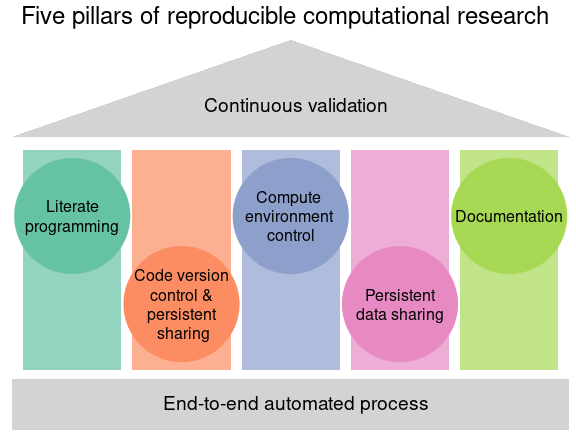 Five pillars of reproducible computational research
Continuous validation
Literate
programming
Code version
control &
persistent
sharing
Compute
environment
control
Persistent
data sharing
Documentation
End-to-end automated process